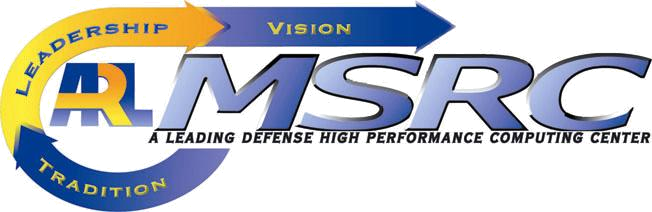 LEADERSHIP
VISION
ARL
MSRC
A LEADING DEFENSE HIGH PERFORMANCE COMPUTING CENTER
TRADITION